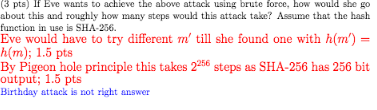 (3 pts) If Eve wants to achieve the above attack using brute force, how would she go
about this and roughly how many steps would this attack take? Assume that the hash
function in use is SHA-256.
Eve would have to try different m′ till she found one with h(m′) =
h(m); 1.5 pts
By Pigeon hole principle this takes 2²⁵⁶ steps as SHA-256 has 256 bit
output; 1.5 pts
Birthday attack is not right answer